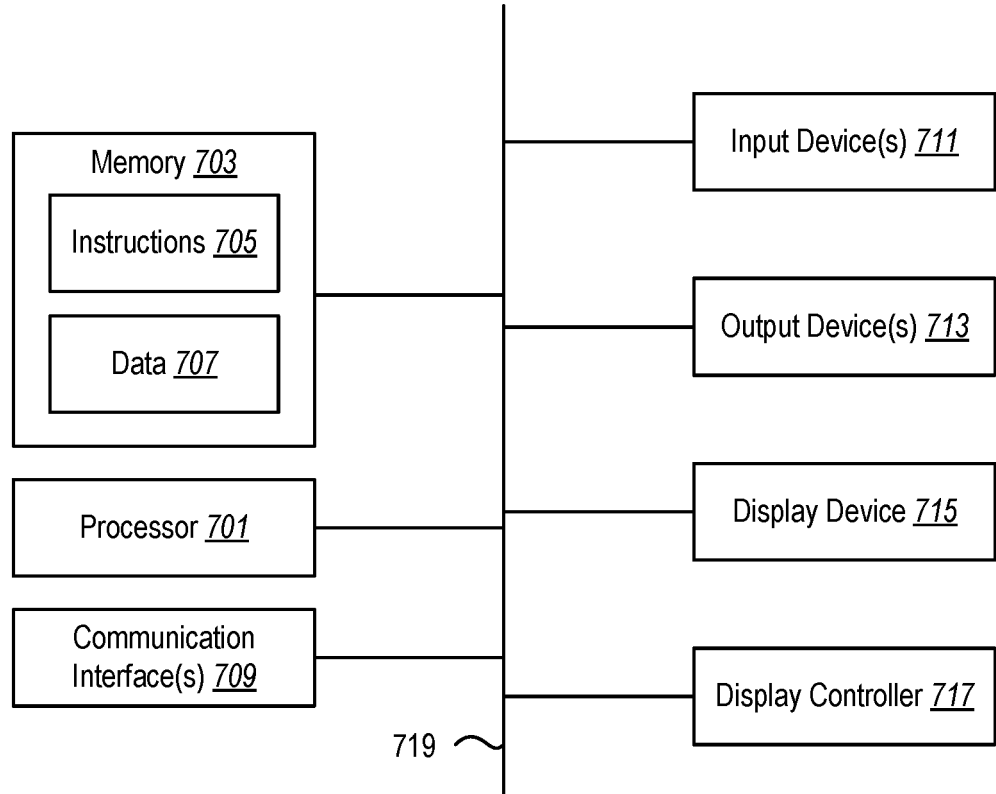 Memory 703
Instructions 705
Data 707
Processor 701
Communication
Interface(s) 709
719
Input Device(s) 711
Output Device(s) 713
Display Device 715
Display Controller 717